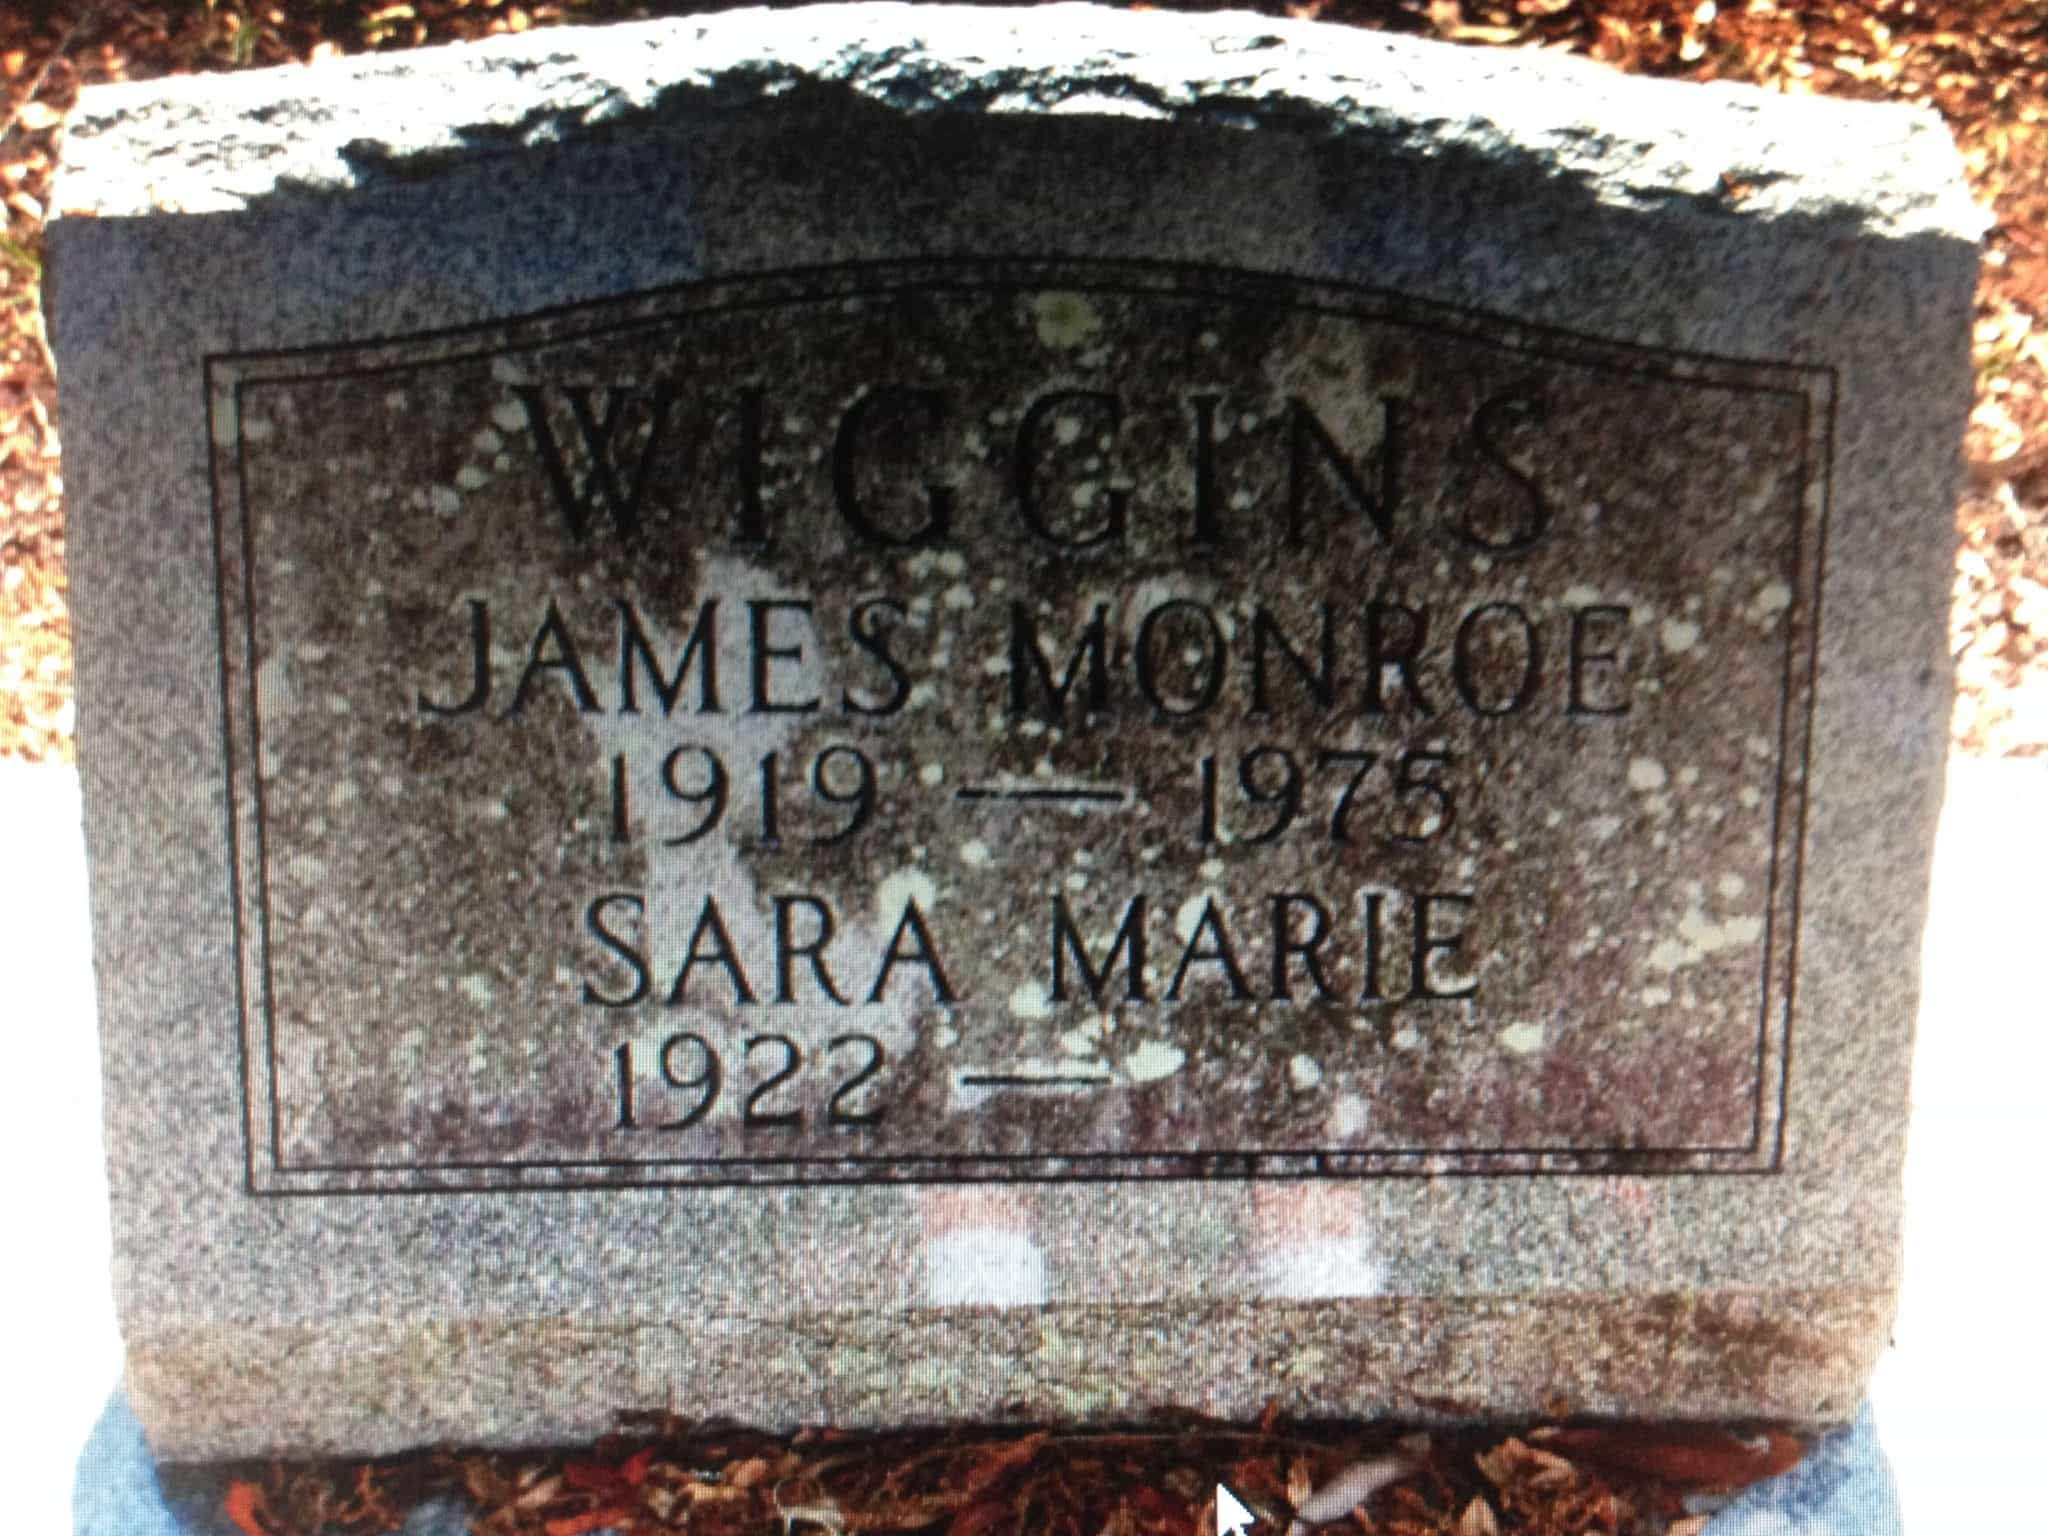 WIGGINS
JAMES MONROE
1919 — 1975
SARA MARIE
1922 —